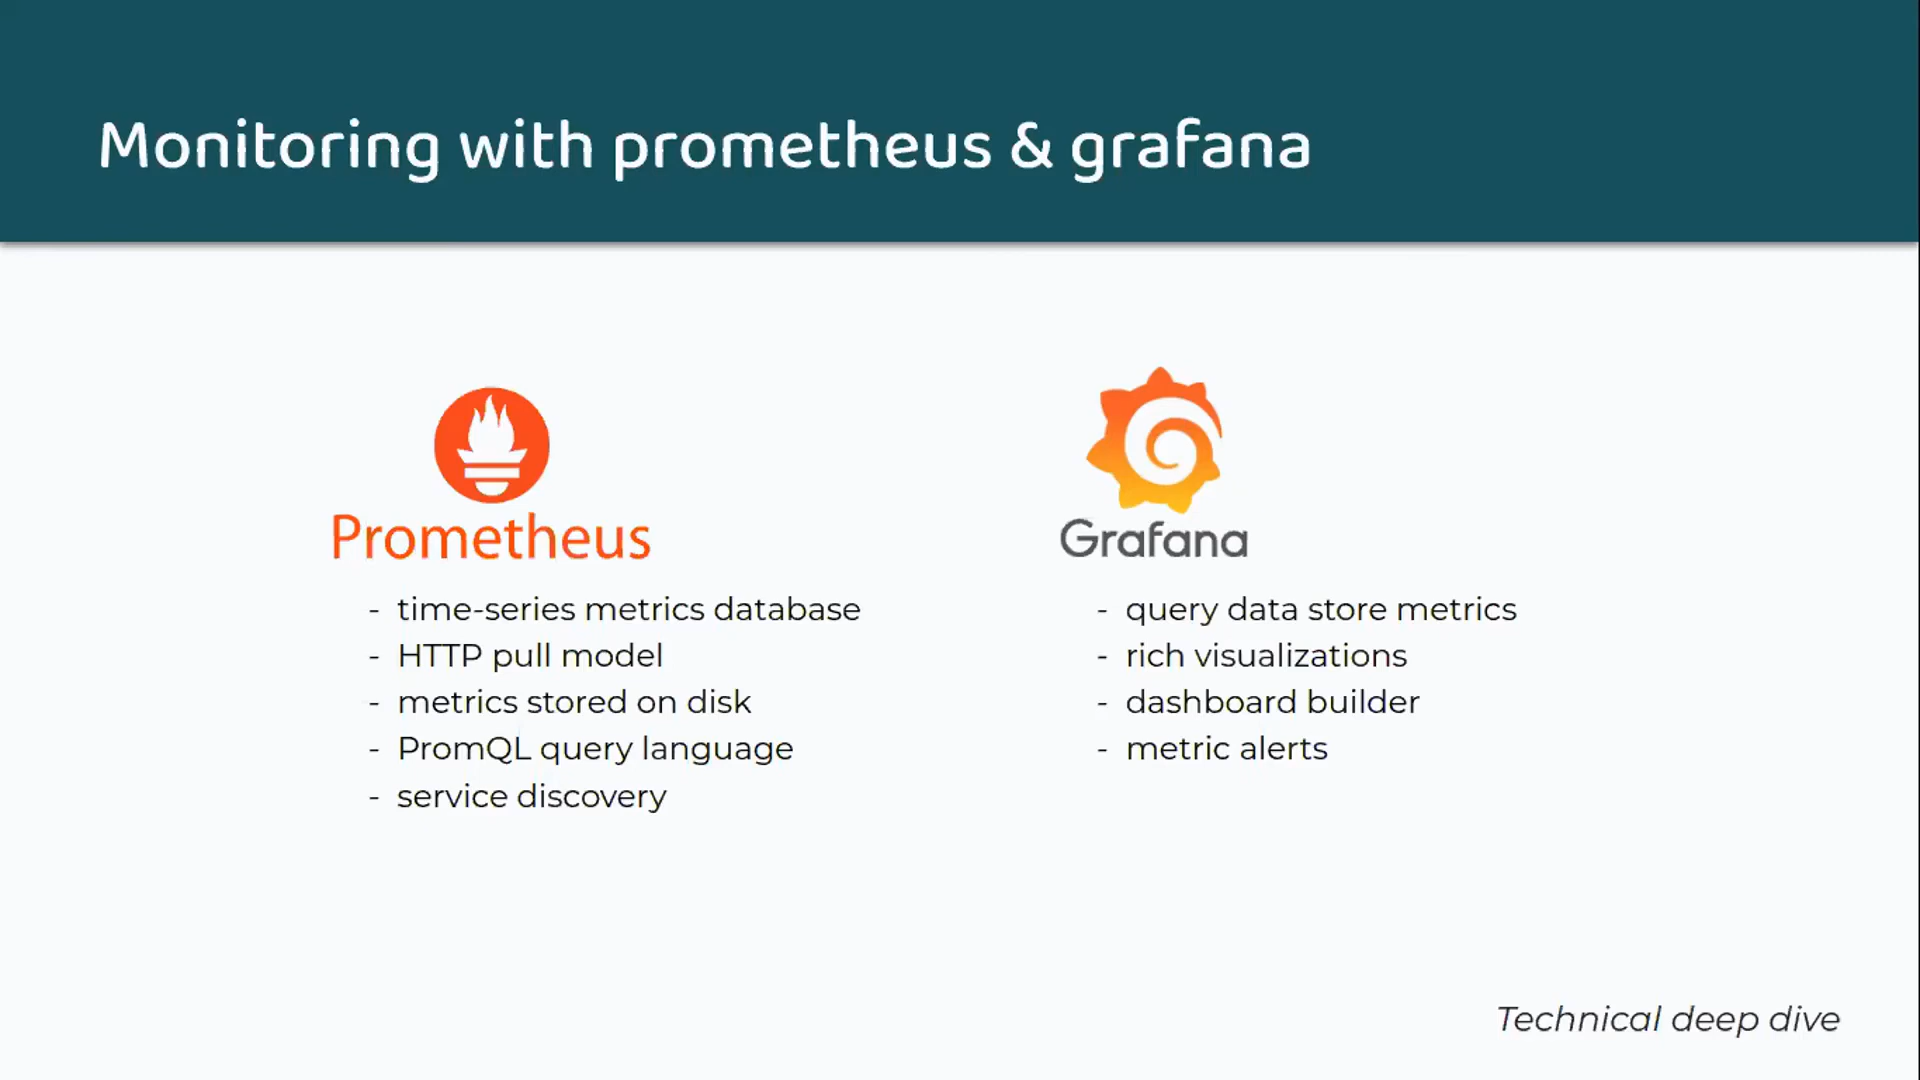 Monitoring with prometheus & grafana
Prometheus
- time-series metrics database
- HTTP pull model
- metrics stored on disk
- PromQL query language
- service discovery
Grafana
- query data store metrics
- rich visualizations
- dashboard builder
- metric alerts
Technical deep dive